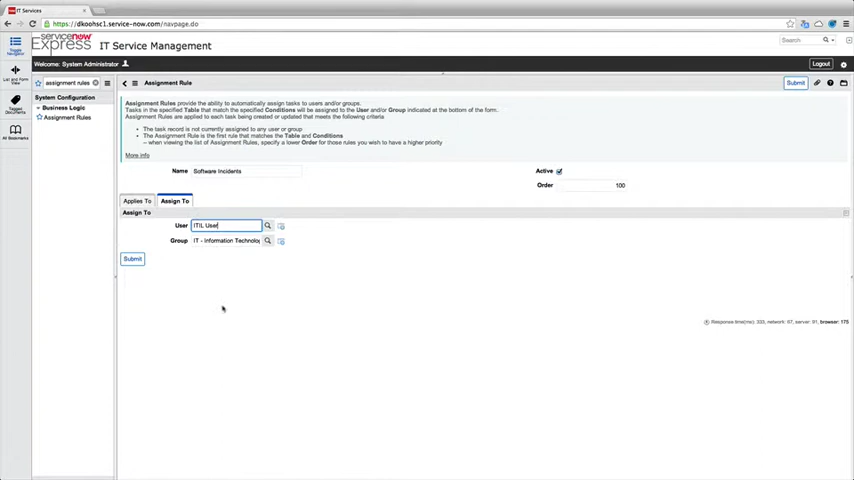 IT Services
https://dkoohsc1.service-now.com/navpage.do
servicenow
Express
IT Service Management
Search
Welcome: System Administrator
Logout
Toggle Navigator
List and Form View
Tagged Documents
All Bookmarks
assignment rules
System Configuration
Business Logic
Assignment Rules
Assignment Rule
Submit
Assignment Rules provide the ability to automatically assign tasks to users and/or groups.
Tasks in the specified Table that match the specified Conditions will be assigned to the User and/or Group indicated at the bottom of the form.
Assignment Rules are applied to each task being created or updated that meets the following criteria
• The task record is not currently assigned to any user or group
• The Assignment Rule is the first rule that matches the Table and Conditions
-- when viewing the list of Assignment Rules, specify a lower Order for those rules you wish to have a higher priority
More info
Name Software Incidents
Active
Order 100
Applies To Assign To
Assign To
User ITIL User
Group IT - Information Technolog
Submit
Response time(ms): 333, network: 67, server: 91, browser: 175